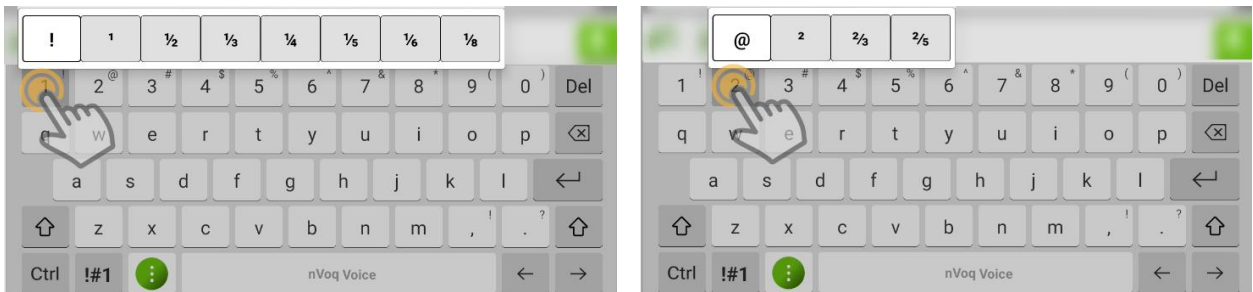 ! ¹ ½ ⅓ ¼ ⅕ ⅙ ⅛
1 ! 2 @ 3 # 4 $ 5 % 6 ^ 7 & 8 * 9 ( 0 ) Del
q w e r t y u i o p
a s d f g h j k l
z x c v b n m , ! . ?
Ctrl !#1 nVoq Voice ← →
@ ² ⅔ ⅖
1 ! 2 @ 3 # 4 $ 5 % 6 ^ 7 & 8 * 9 ( 0 ) Del
q w e r t y u i o p
a s d f g h j k l
z x c v b n m , ! . ?
Ctrl !#1 nVoq Voice ← →